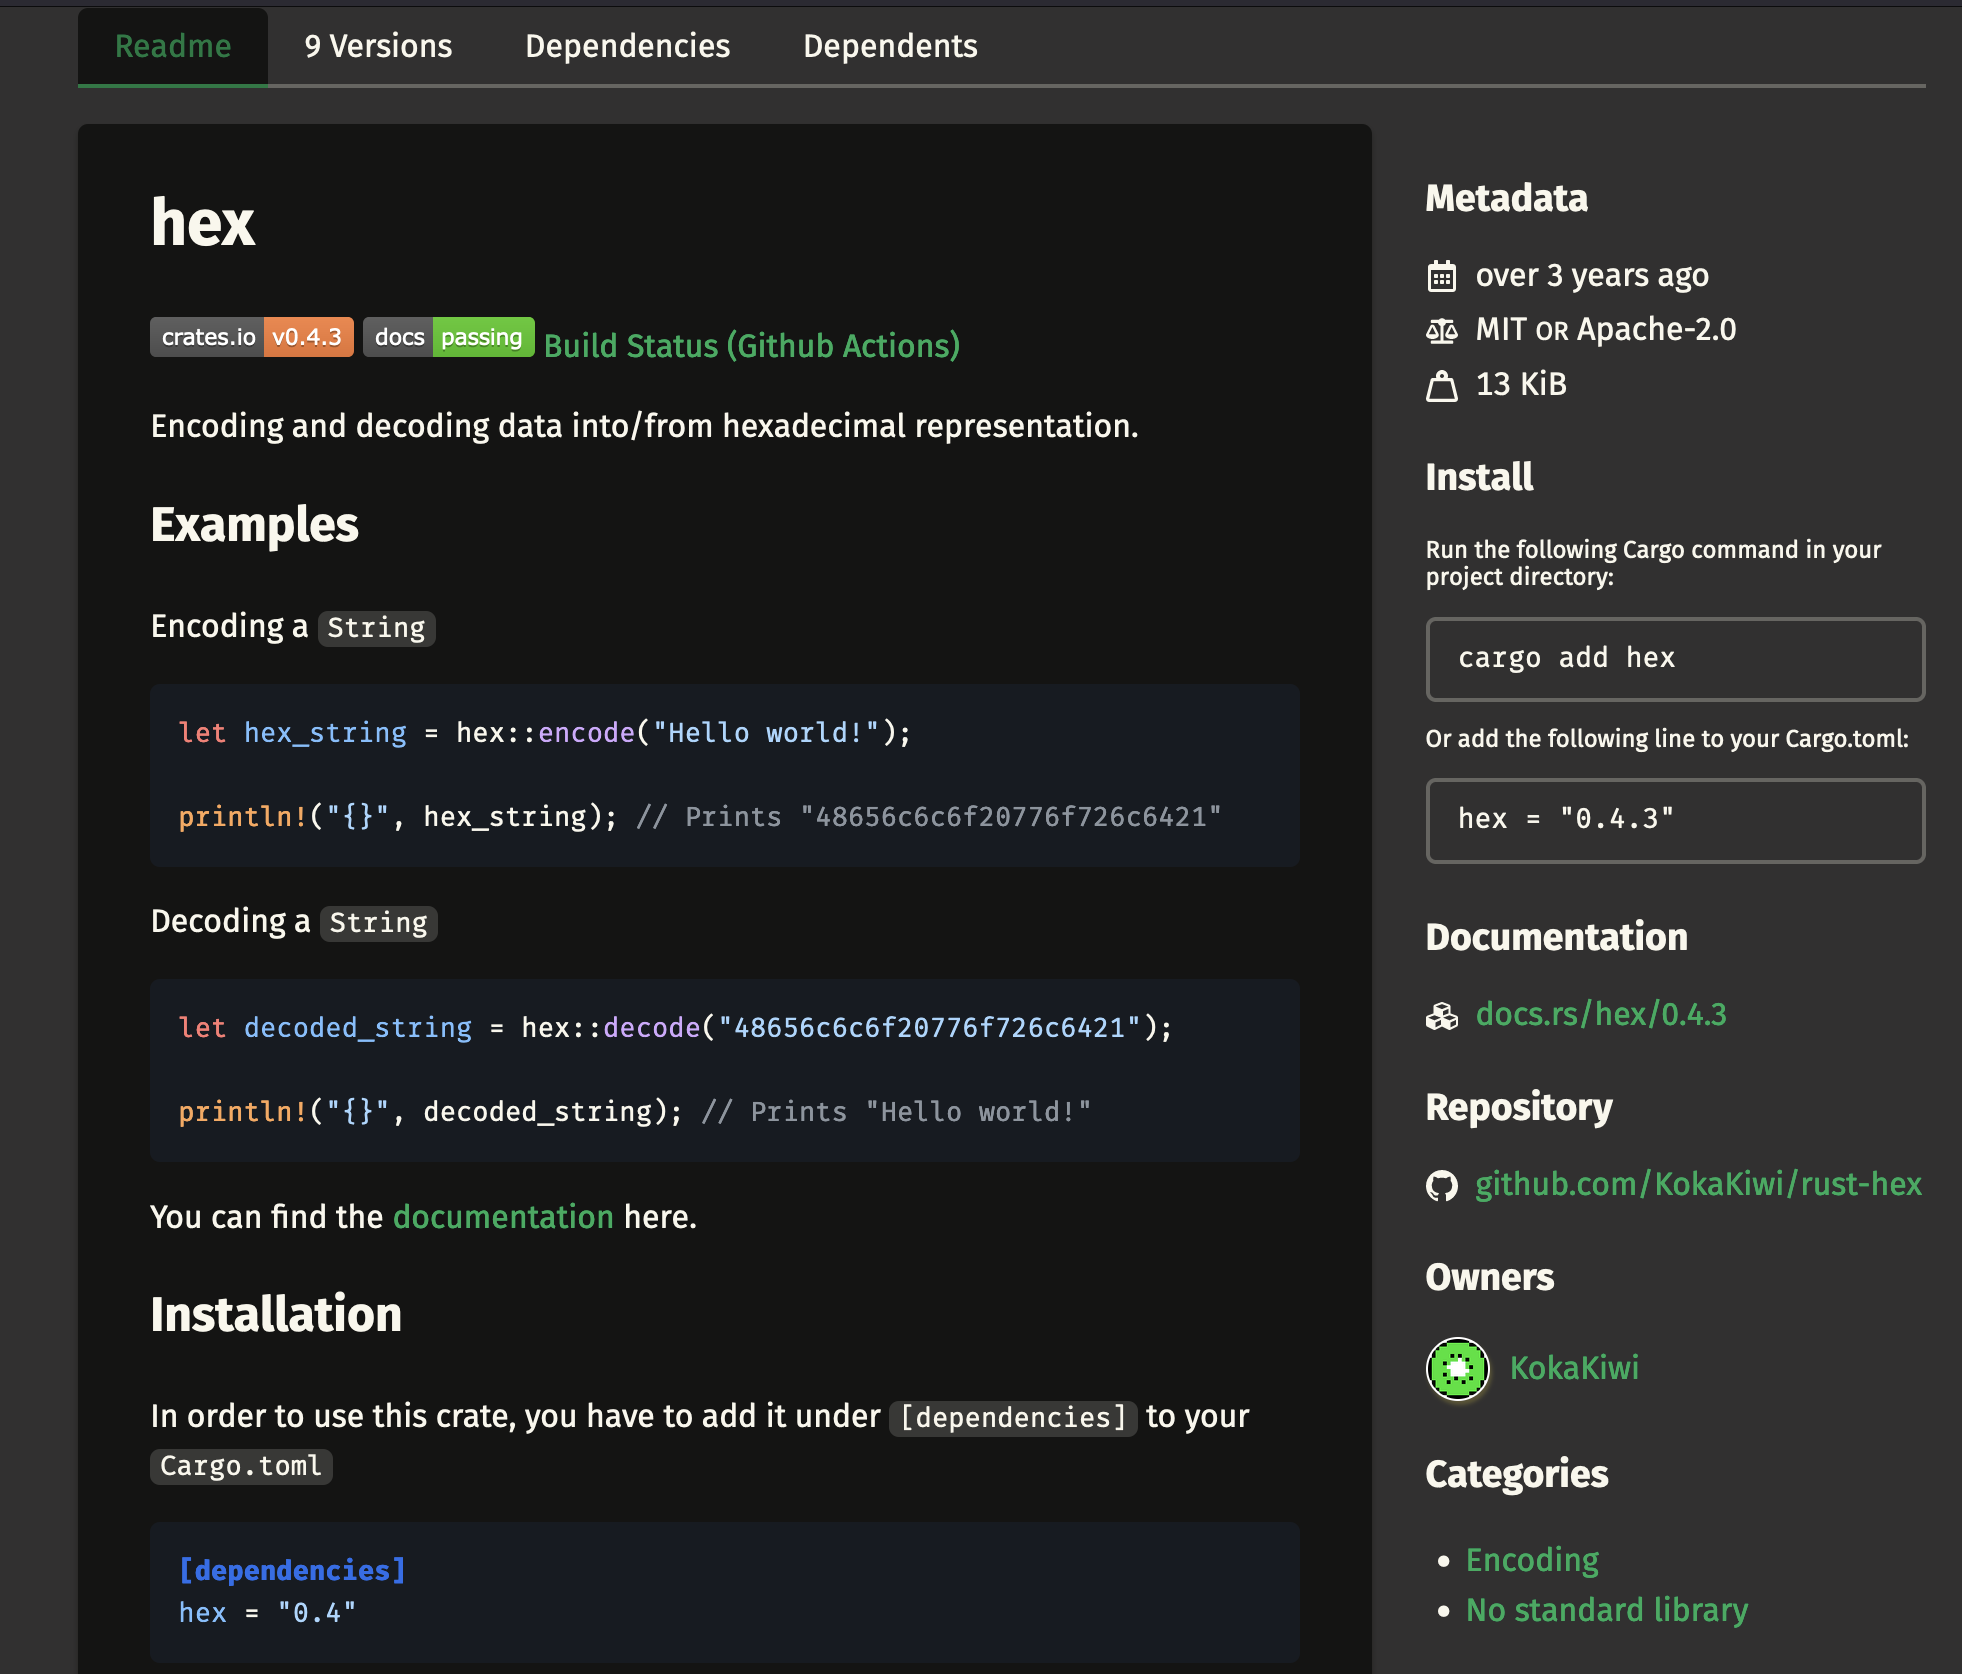 Readme
9 Versions
Dependencies
Dependents
hex
crates.io v0.4.3 docs passing Build Status (Github Actions)
Encoding and decoding data into/from hexadecimal representation.
Examples
Encoding a String
let hex_string = hex::encode("Hello world!");
println!("{}", hex_string); // Prints "48656c6c6f20776f726c6421"
Decoding a String
let decoded_string = hex::decode("48656c6c6f20776f726c6421");
println!("{}", decoded_string); // Prints "Hello world!"
You can find the documentation here.
Installation
In order to use this crate, you have to add it under [dependencies] to your
Cargo.toml
[dependencies]
hex = "0.4"
Metadata
over 3 years ago
MIT OR Apache-2.0
13 KiB
Install
Run the following Cargo command in your
project directory:
cargo add hex
Or add the following line to your Cargo.toml:
hex = "0.4.3"
Documentation
docs.rs/hex/0.4.3
Repository
github.com/KokaKiwi/rust-hex
Owners
KokaKiwi
Categories
Encoding
No standard library